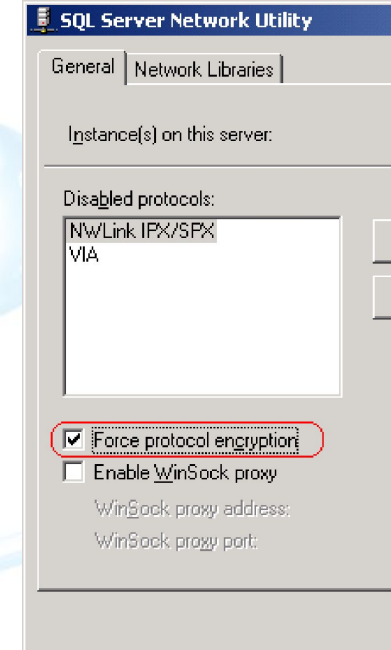 SQL Server Network Utility
General
Network Libraries
Instance(s) on this server:
Disabled protocols:
NWLink IPX/SPX
VIA
Force protocol encryption
Enable WinSock proxy
WinSock proxy address:
WinSock proxy port: